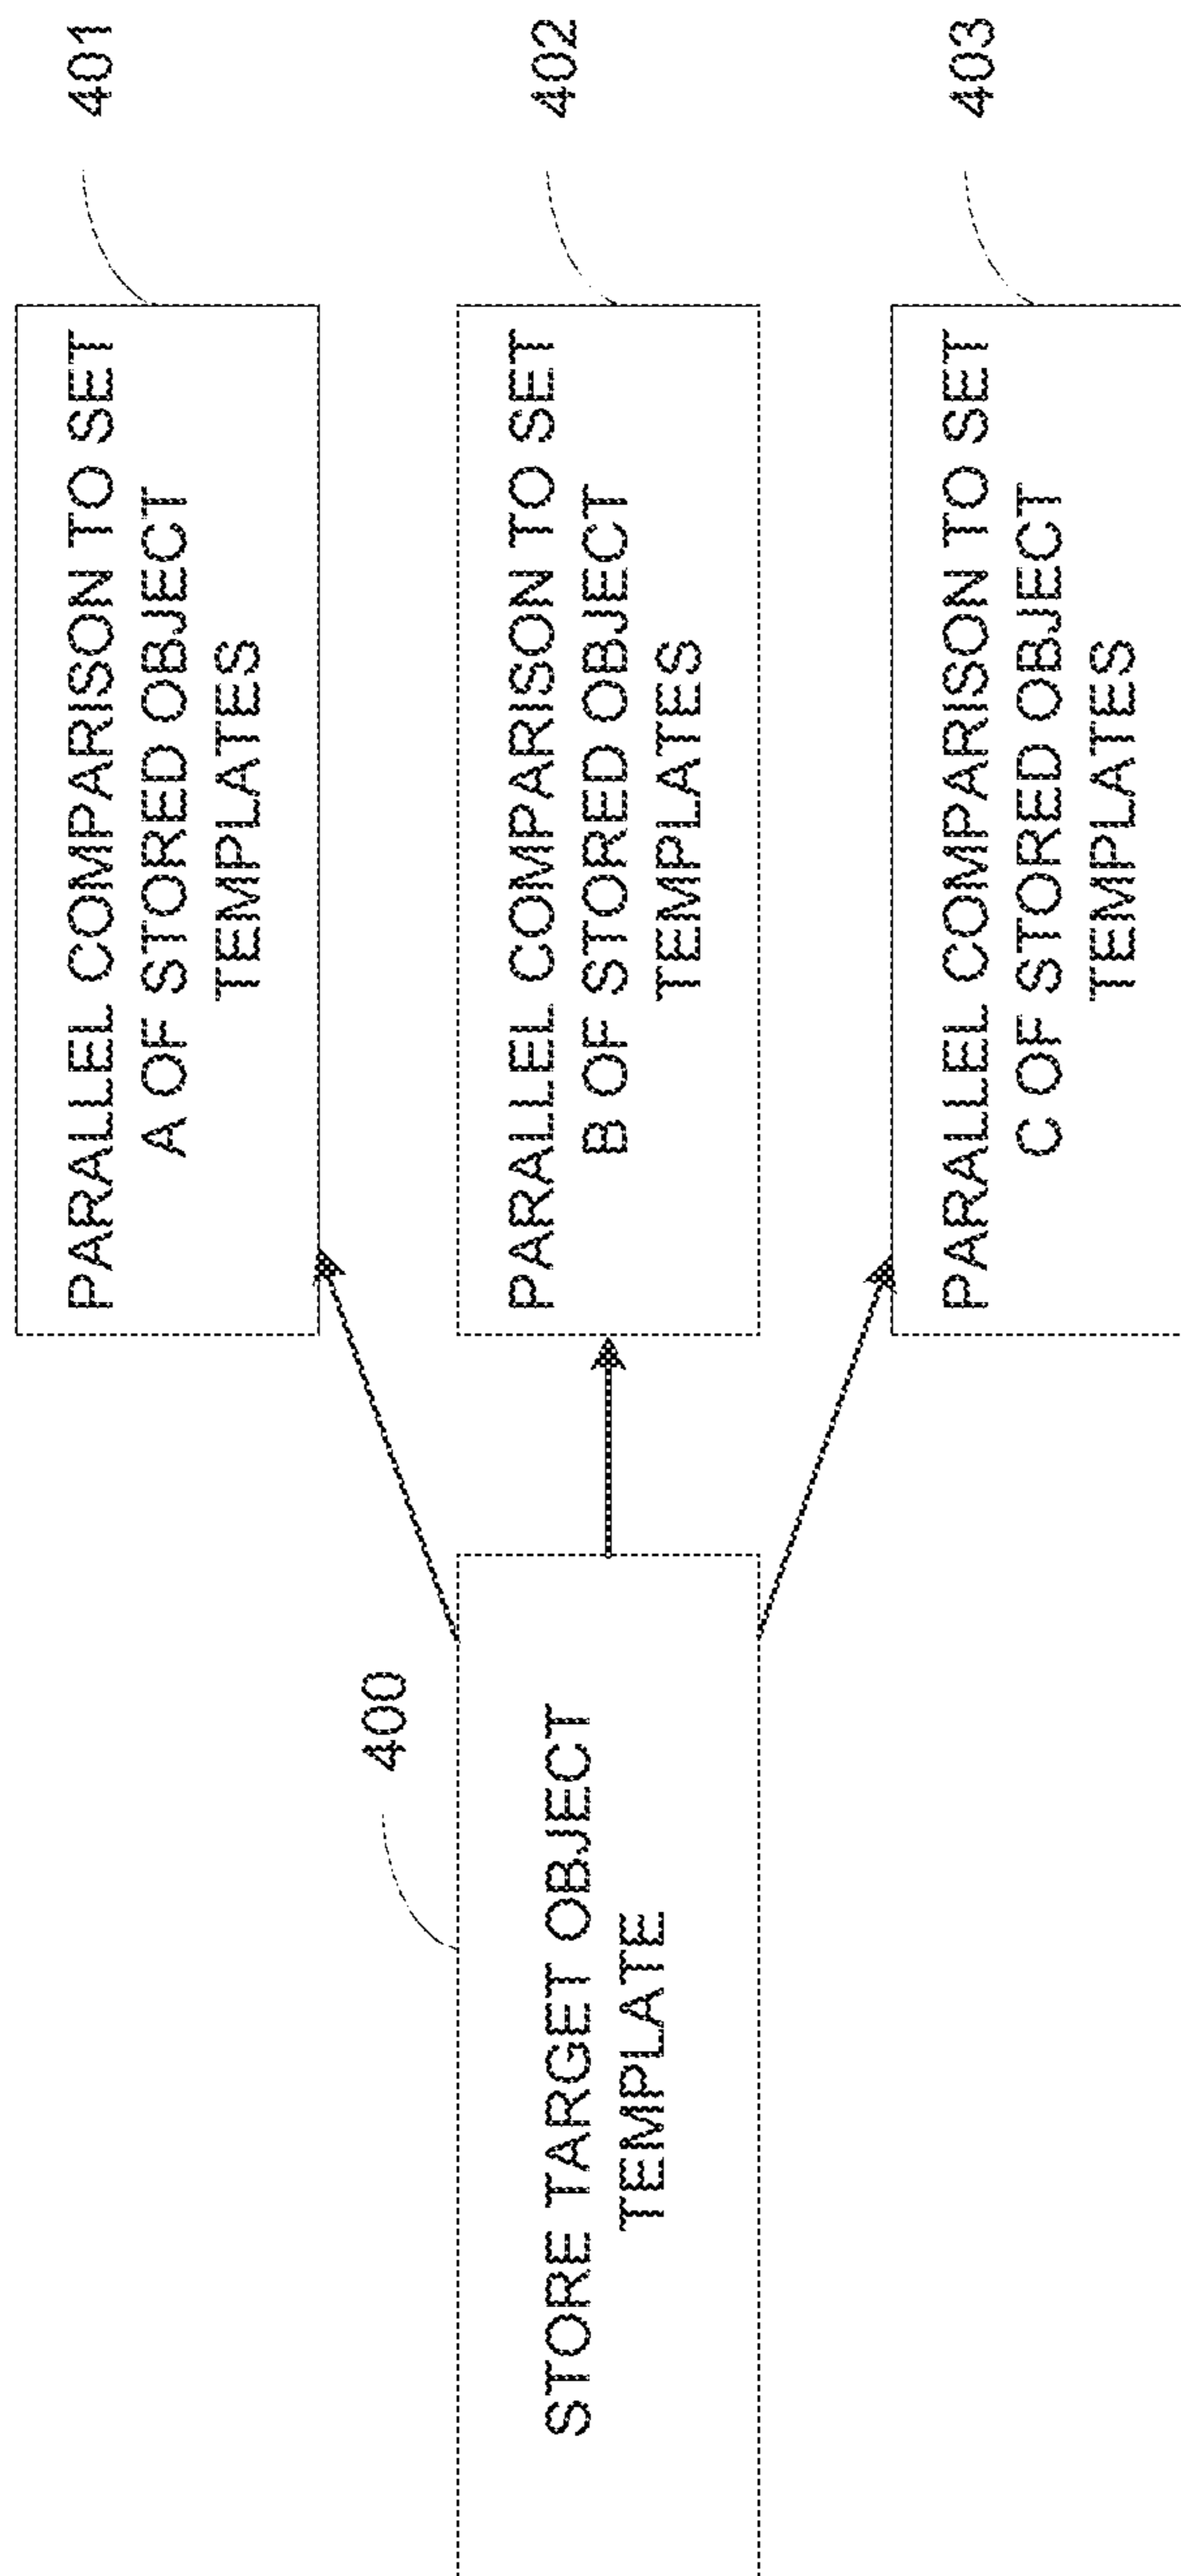 STORE TARGET OBJECT
TEMPLATE
400
PARALLEL COMPARISON TO SET
A OF STORED OBJECT
TEMPLATES
401
PARALLEL COMPARISON TO SET
B OF STORED OBJECT
TEMPLATES
402
PARALLEL COMPARISON TO SET
C OF STORED OBJECT
TEMPLATES
403